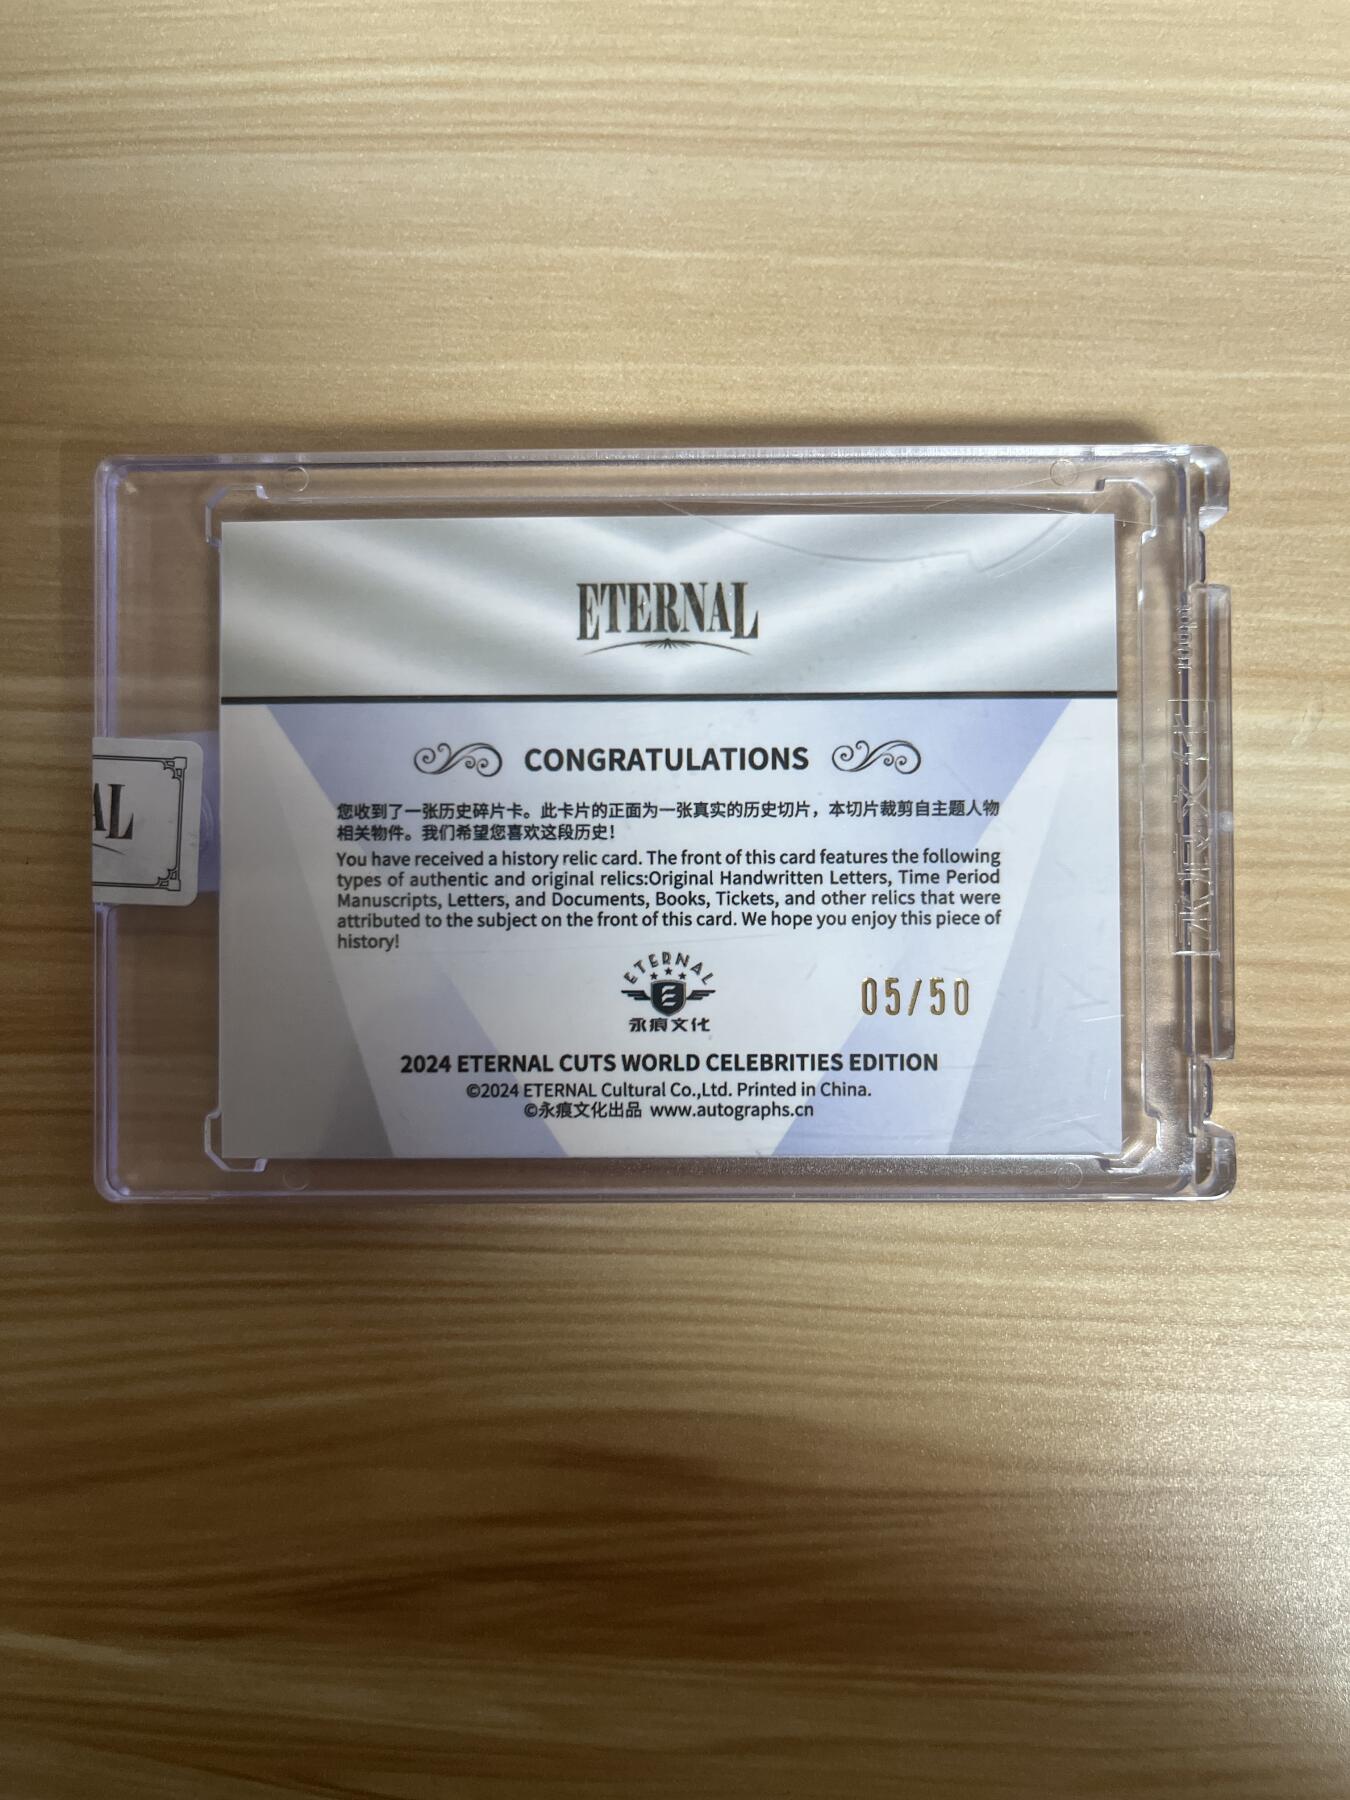 ETERNAL
CONGRATULATIONS
您收到了一张历史碎片卡。此卡片的正面为一张真实的历史切片，本切片裁剪自主题人物
相关物件。我们希望您喜欢这段历史！
You have received a history relic card. The front of this card features the following
types of authentic and original relics:Original Handwritten Letters, Time Period
Manuscripts, Letters, and Documents, Books, Tickets, and other relics that were
attributed to the subject on the front of this card. We hope you enjoy this piece of
history!
ETERNAL
E
永痕文化
05/50
2024 ETERNAL CUTS WORLD CELEBRITIES EDITION
©2024 ETERNAL Cultural Co.,Ltd. Printed in China.
©永痕文化出品 www.autographs.cn
AL